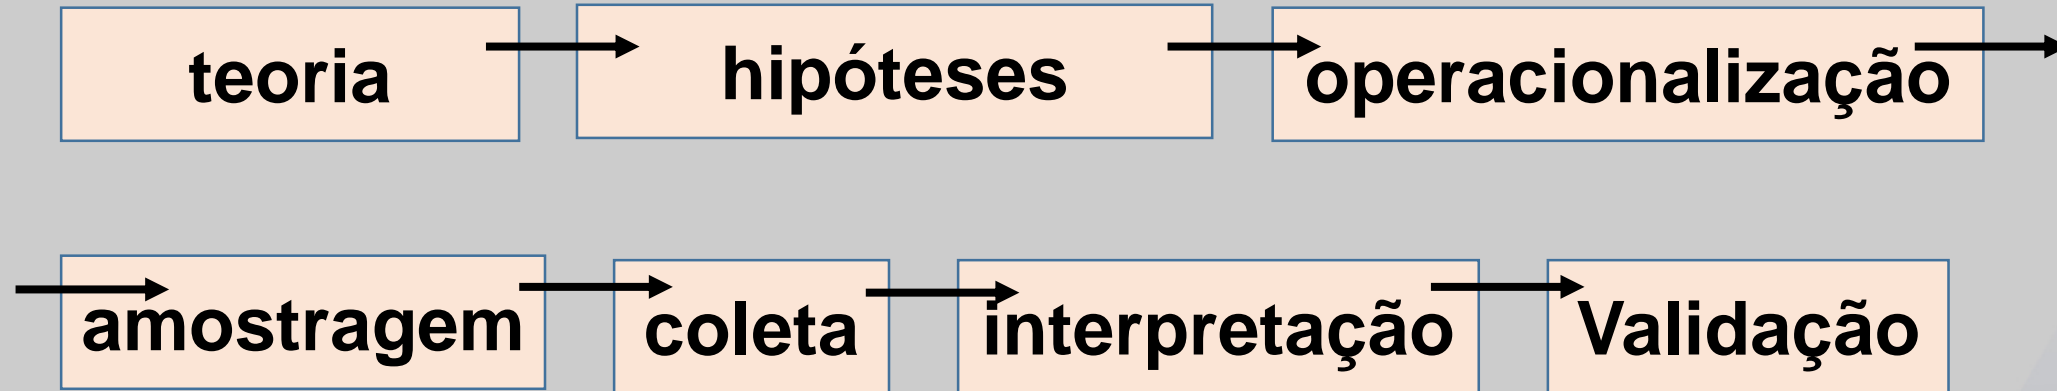 teoria hipóteses operacionalização
amostragem coleta interpretação Validação